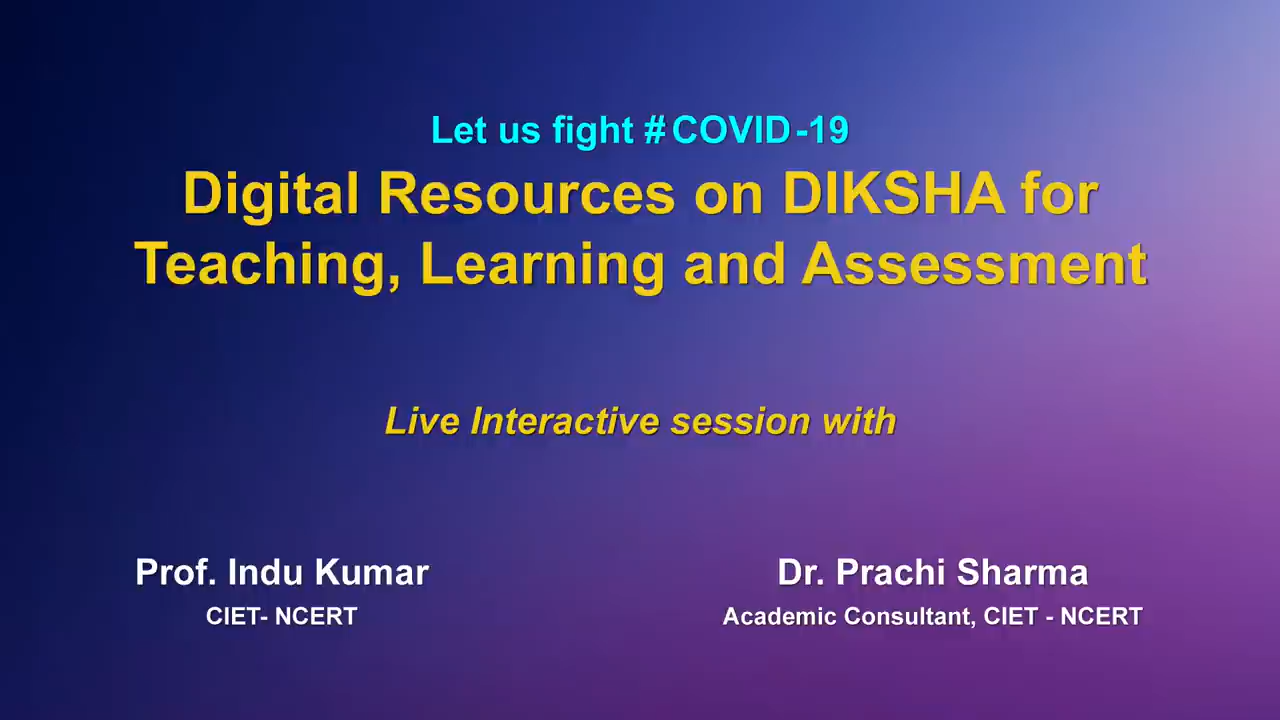 Let us fight #COVID-19
Digital Resources on DIKSHA for
Teaching, Learning and Assessment
Live Interactive session with
Prof. Indu Kumar
CIET- NCERT
Dr. Prachi Sharma
Academic Consultant, CIET - NCERT